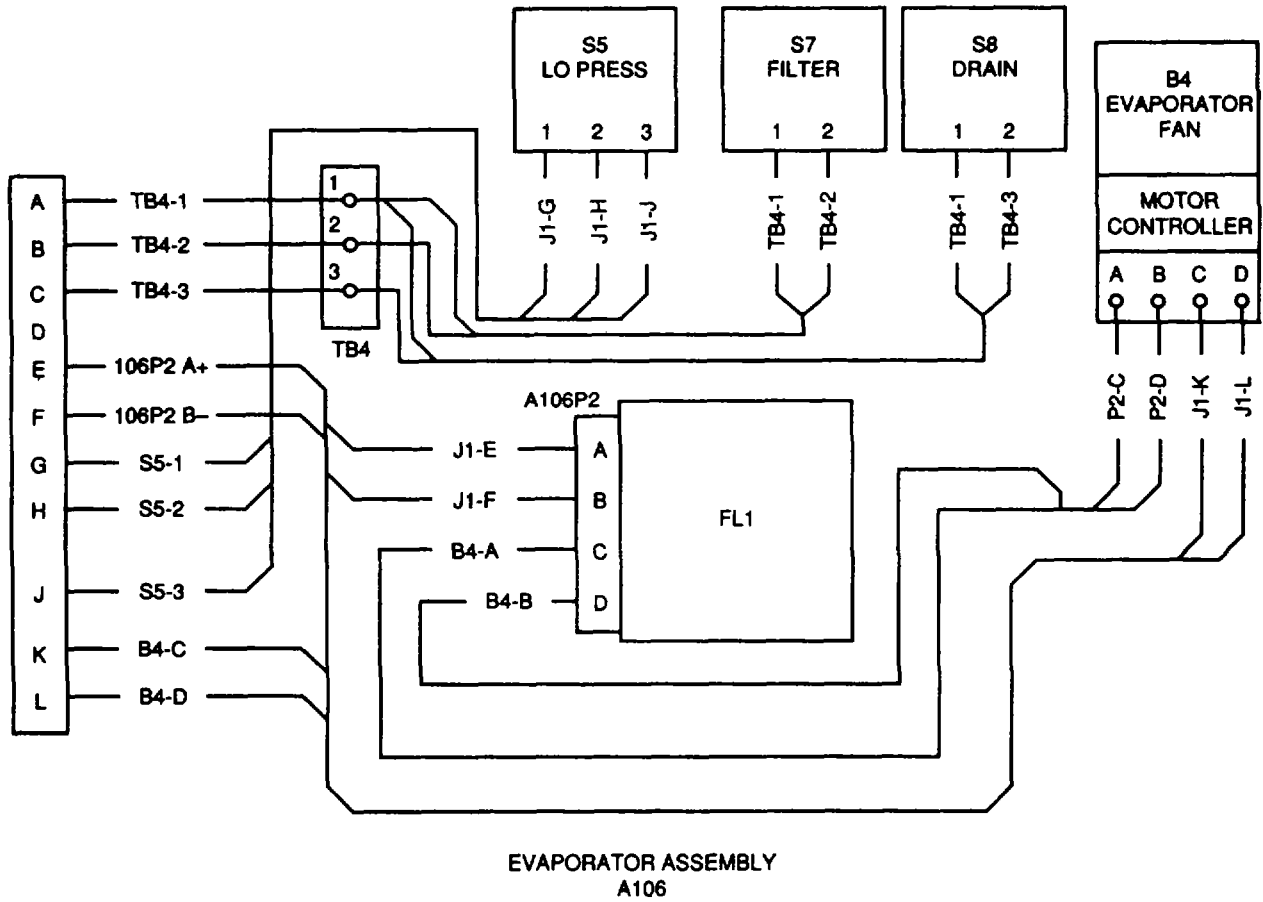 S5
LO PRESS
1 2 3
J1-G
J1-H
J1-J
S7
FILTER
1 2
TB4-1
TB4-2
S8
DRAIN
1 2
TB4-1
TB4-3
B4
EVAPORATOR
FAN
MOTOR
CONTROLLER
A B C D
P2-C
P2-D
J1-K
J1-L
A TB4-1
B TB4-2
C TB4-3
D
E 106P2 A+
F 106P2 B–
G S5-1
H S5-2
J S5-3
K B4-C
L B4-D
1
2
3
TB4
A106P2
J1-E A
J1-F B
B4-A C
B4-B D
FL1
EVAPORATOR ASSEMBLY
A106